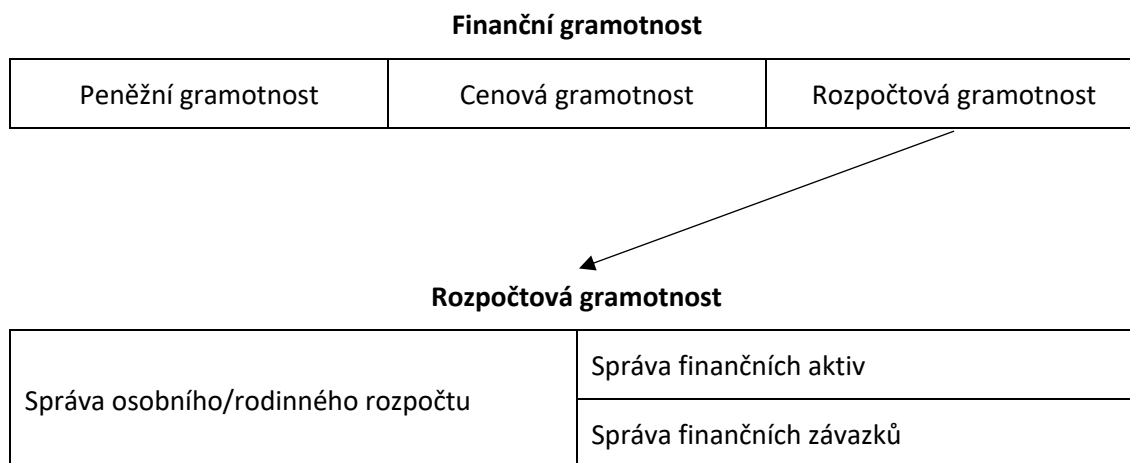 Finanční gramotnost
Peněžní gramotnost
Cenová gramotnost
Rozpočtová gramotnost
Rozpočtová gramotnost
Správa osobního/rodinného rozpočtu
Správa finančních aktiv
Správa finančních závazků